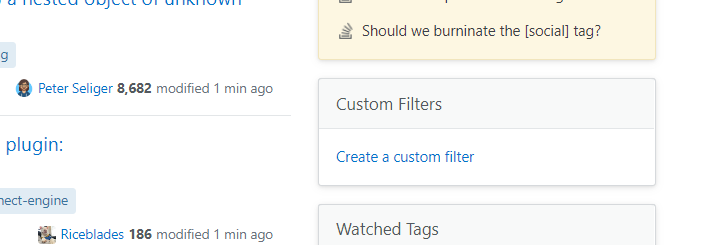 a nested object of unknown
Peter Seliger 8,682 modified 1 min ago
plugin:
nect-engine
Riceblades 186 modified 1 min ago
Should we burninate the [social] tag?
Custom Filters
Create a custom filter
Watched Tags